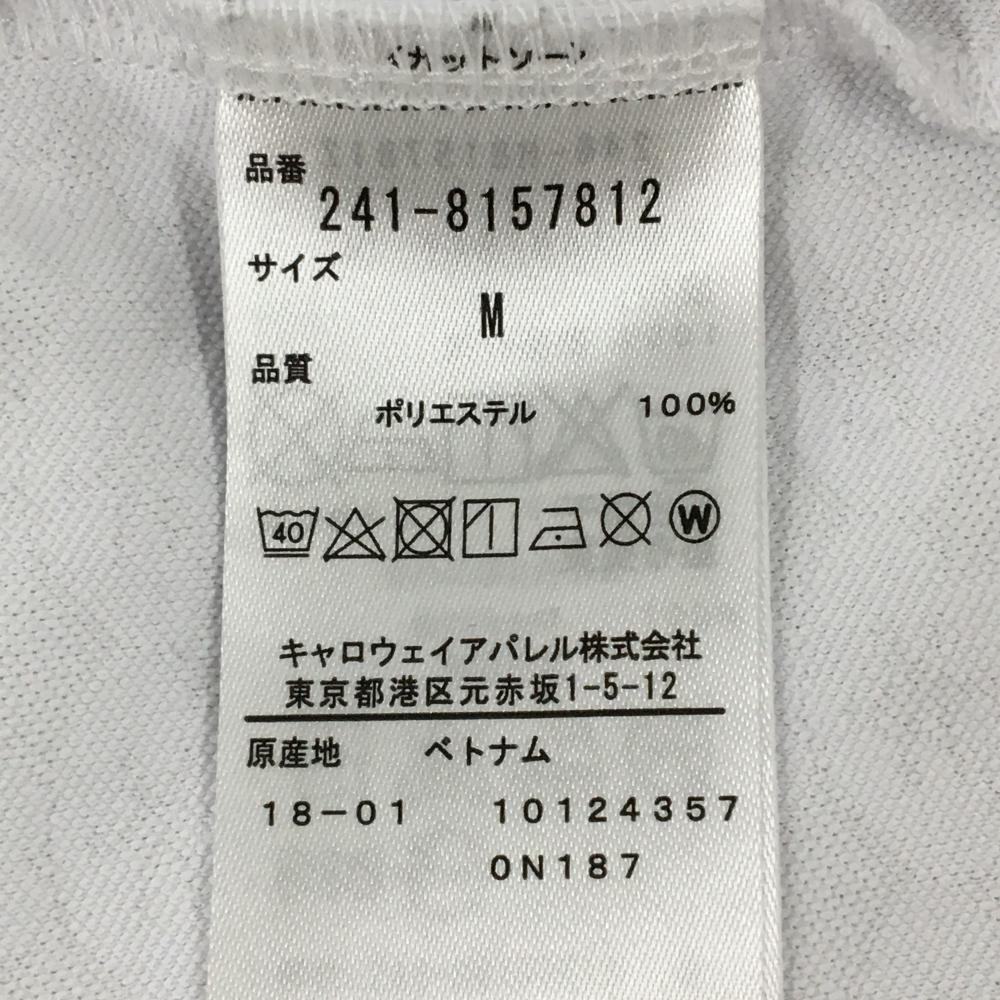 カットソー
品番
241-8157812
サイズ
M
品質
ポリエステル 100%
40 W
キャロウェイアパレル株式会社
東京都港区元赤坂1-5-12
原産地 ベトナム
18-01 10124357
0N187